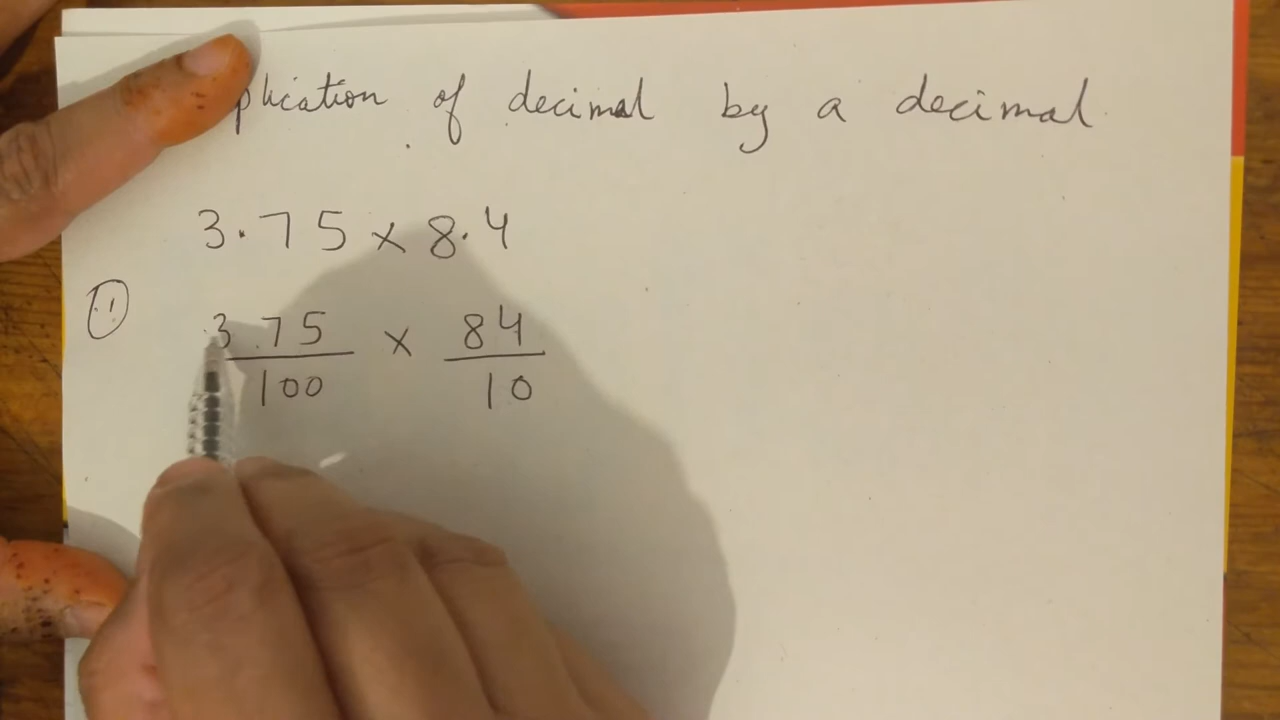 plication of decimal by a decimal
3.75 x 8.4
1 375/100 x 84/10